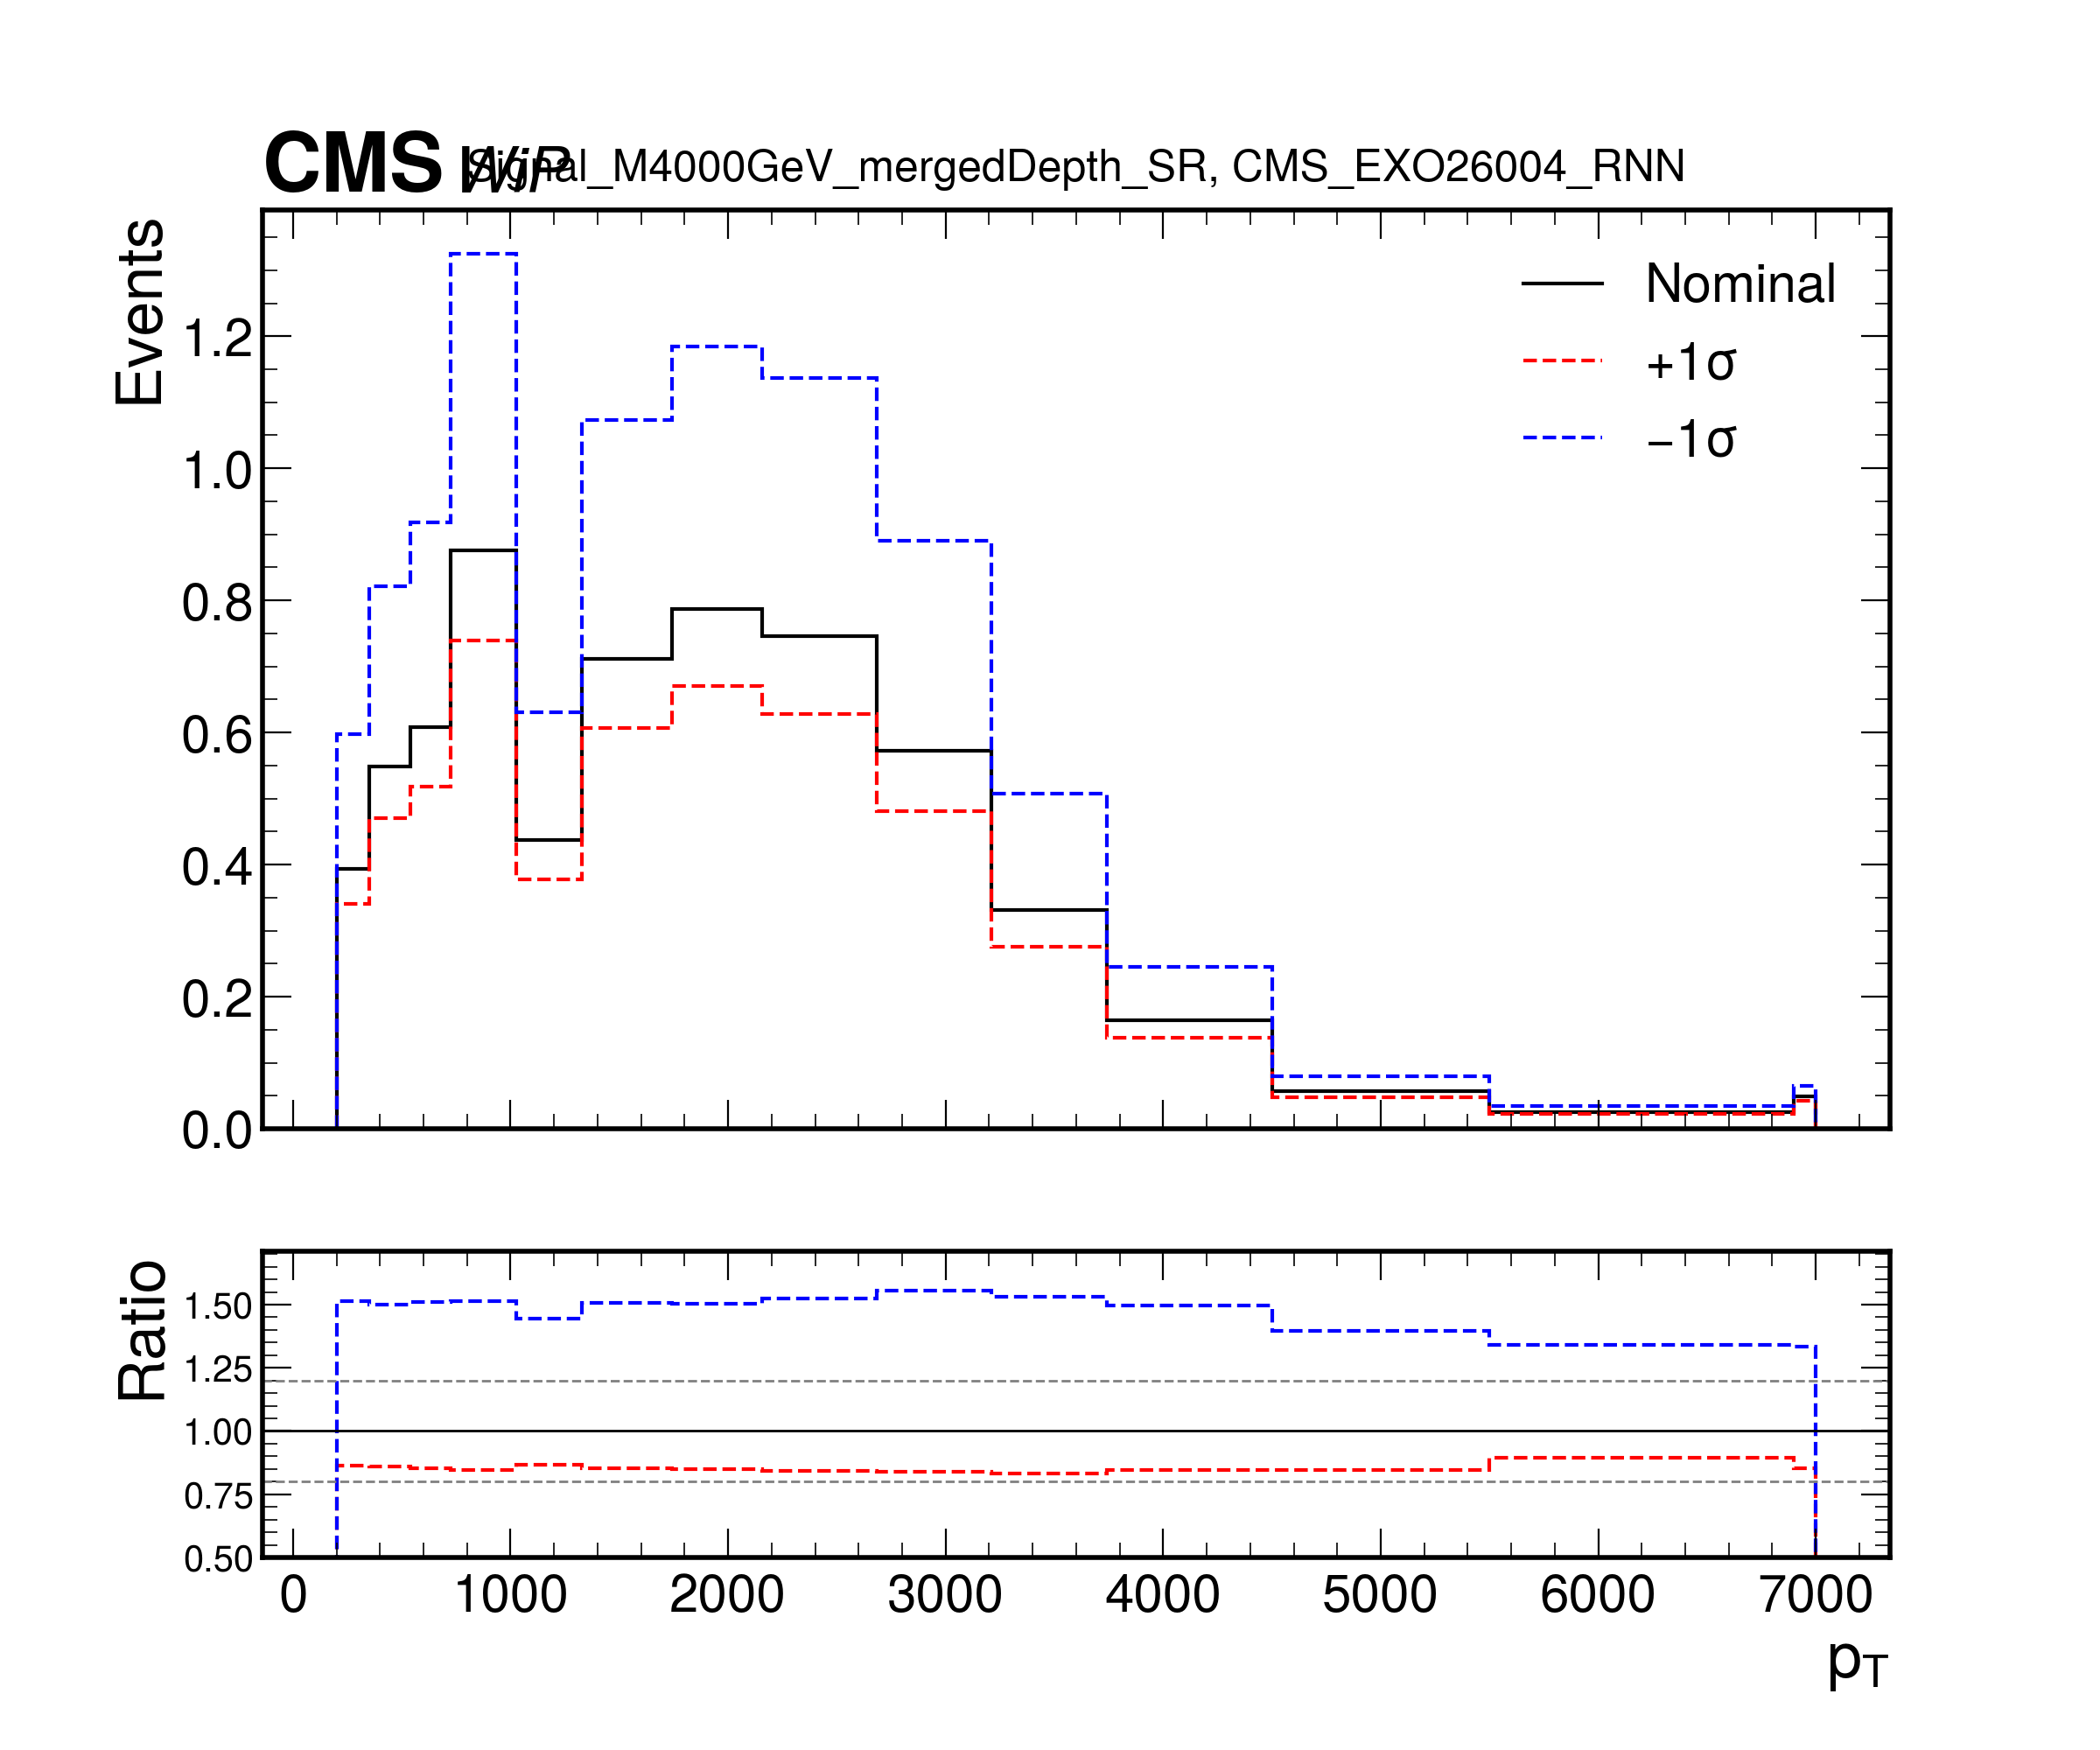 CMS WiP Signal_M4000GeV_mergedDepth_SR, CMS_EXO26004_RNN
Events
1.2
1.0
0.8
0.6
0.4
0.2
0.0
Nominal
+1σ
−1σ
Ratio
1.50
1.25
1.00
0.75
0.50
0 1000 2000 3000 4000 5000 6000 7000
pT